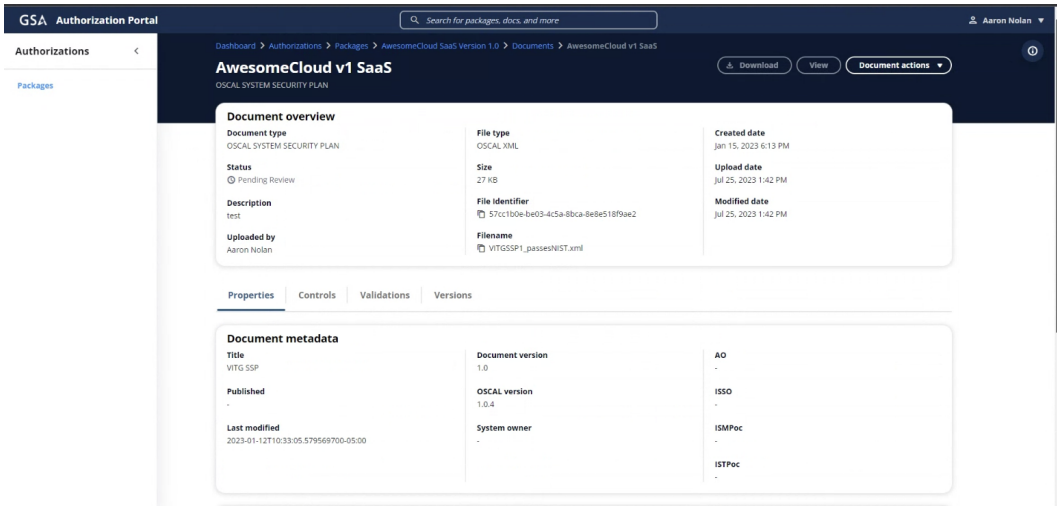 GSA Authorization Portal
Search for packages, docs, and more
Aaron Nolan
Authorizations
Packages
Dashboard > Authorizations > Packages > AwesomeCloud SaaS Version 1.0 > Documents > AwesomeCloud v1 SaaS
AwesomeCloud v1 SaaS
OSCAL SYSTEM SECURITY PLAN
Download
View
Document actions
Document overview
Document type
OSCAL SYSTEM SECURITY PLAN
Status
Pending Review
Description
test
Uploaded by
Aaron Nolan
File type
OSCAL XML
Size
27 KB
File Identifier
57cc1b0e-be03-4c5a-8bca-8e8e518f9ae2
Filename
VITGSSP1_passesNIST.xml
Created date
Jan 15, 2023 6:13 PM
Upload date
Jul 25, 2023 1:42 PM
Modified date
Jul 25, 2023 1:42 PM
Properties
Controls
Validations
Versions
Document metadata
Title
VITG SSP
Published
-
Last modified
2023-01-12T10:33:05.579569700-05:00
Document version
1.0
OSCAL version
1.0.4
System owner
-
AO
-
ISSO
-
ISMPoc
-
ISTPoc
-